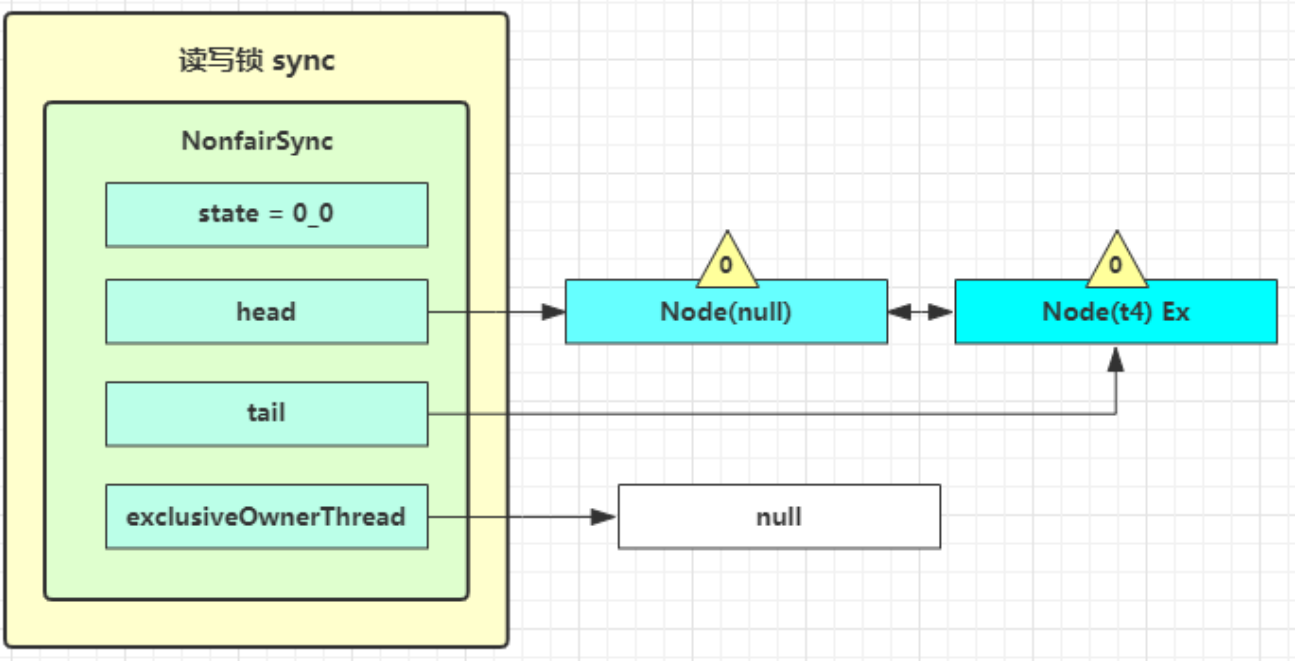 读写锁 sync
NonfairSync
state = 0_0
head
tail
exclusiveOwnerThread
0
Node(null)
0
Node(t4) Ex
null